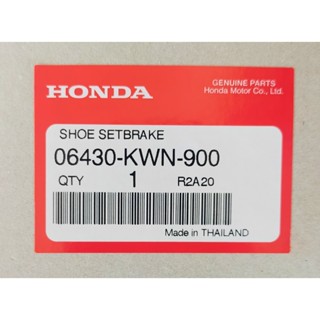 HONDA
GENUINE PARTS
Honda Motor Co., Ltd.
SHOE SETBRAKE
06430-KWN-900
QTY 1 R2A20
Made in THAILAND